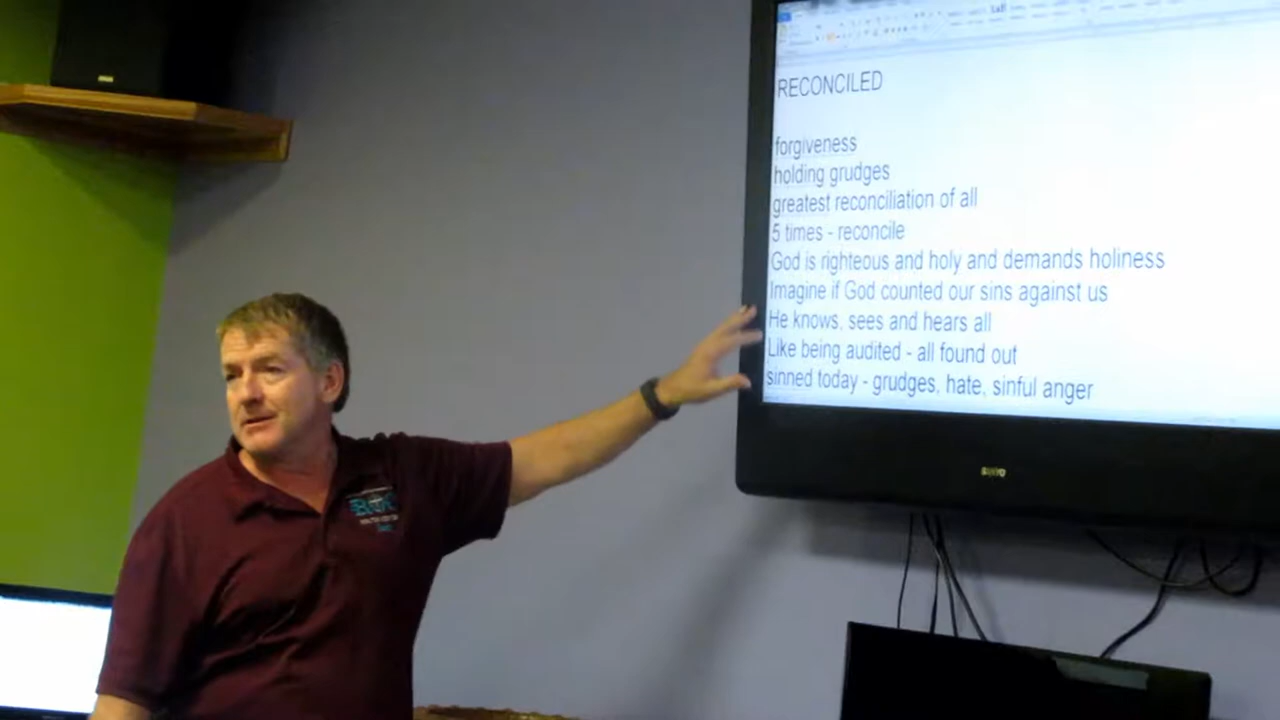 RECONCILED
forgiveness
holding grudges
greatest reconciliation of all
5 times - reconcile
God is righteous and holy and demands holiness
Imagine if God counted our sins against us
He knows, sees and hears all
Like being audited - all found out
sinned today - grudges, hate, sinful anger
SANYO